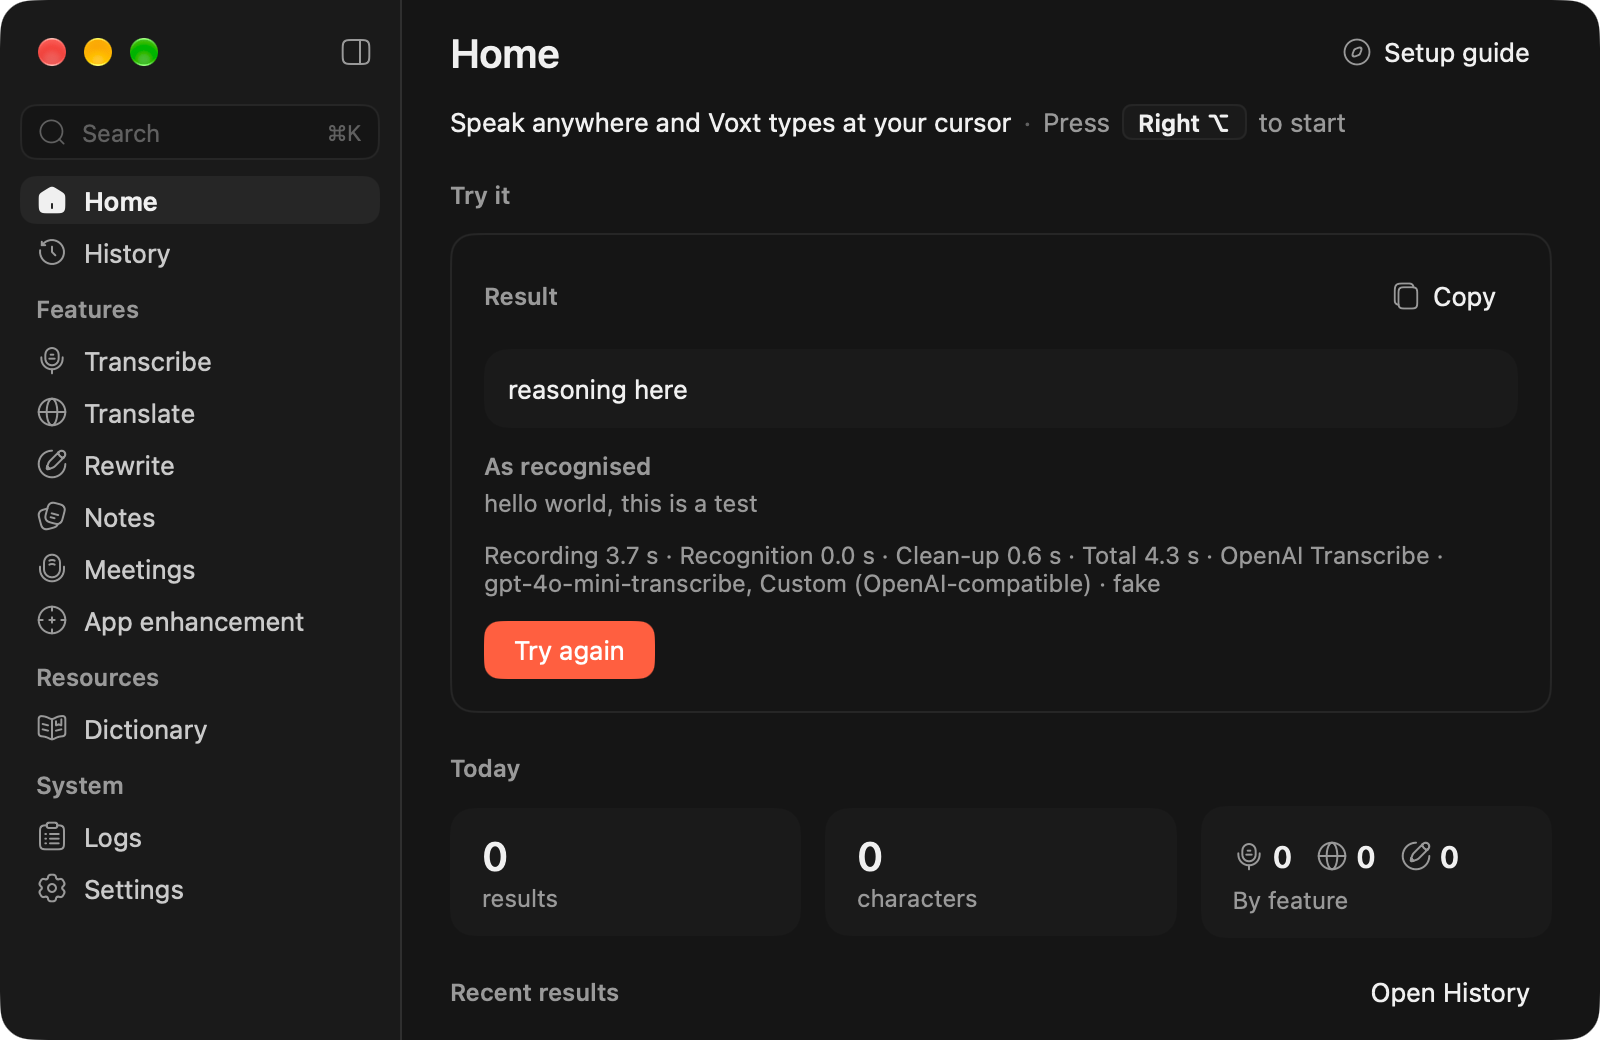 Search ⌘K
Home
History
Features
Transcribe
Translate
Rewrite
Notes
Meetings
App enhancement
Resources
Dictionary
System
Logs
Settings
Home
Setup guide
Speak anywhere and Voxt types at your cursor · Press Right ⌥ to start
Try it
Result
Copy
reasoning here
As recognised
hello world, this is a test
Recording 3.7 s · Recognition 0.0 s · Clean-up 0.6 s · Total 4.3 s · OpenAI Transcribe ·
gpt-4o-mini-transcribe, Custom (OpenAI-compatible) · fake
Try again
Today
0
results
0
characters
0 0 0
By feature
Recent results
Open History